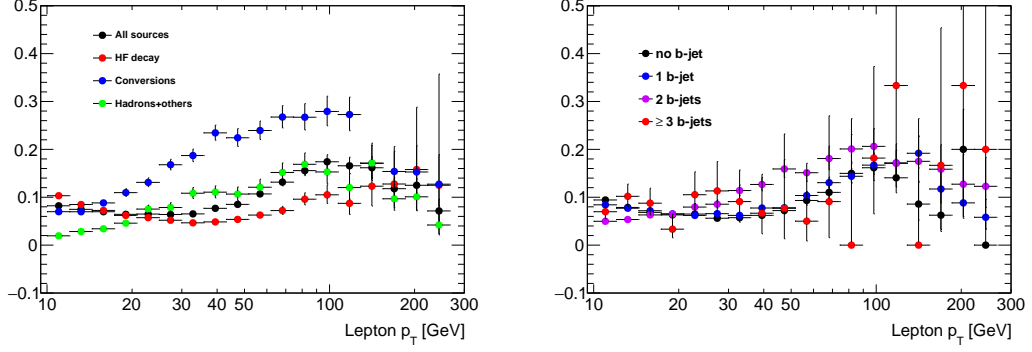 0.5
0.4
0.3
0.2
0.1
0
−0.1
All sources
HF decay
Conversions
Hadrons+others
10 20 30 40 50 100 200 300
Lepton pT [GeV]
0.5
0.4
0.3
0.2
0.1
0
−0.1
no b-jet
1 b-jet
2 b-jets
≥ 3 b-jets
10 20 30 40 50 100 200 300
Lepton pT [GeV]